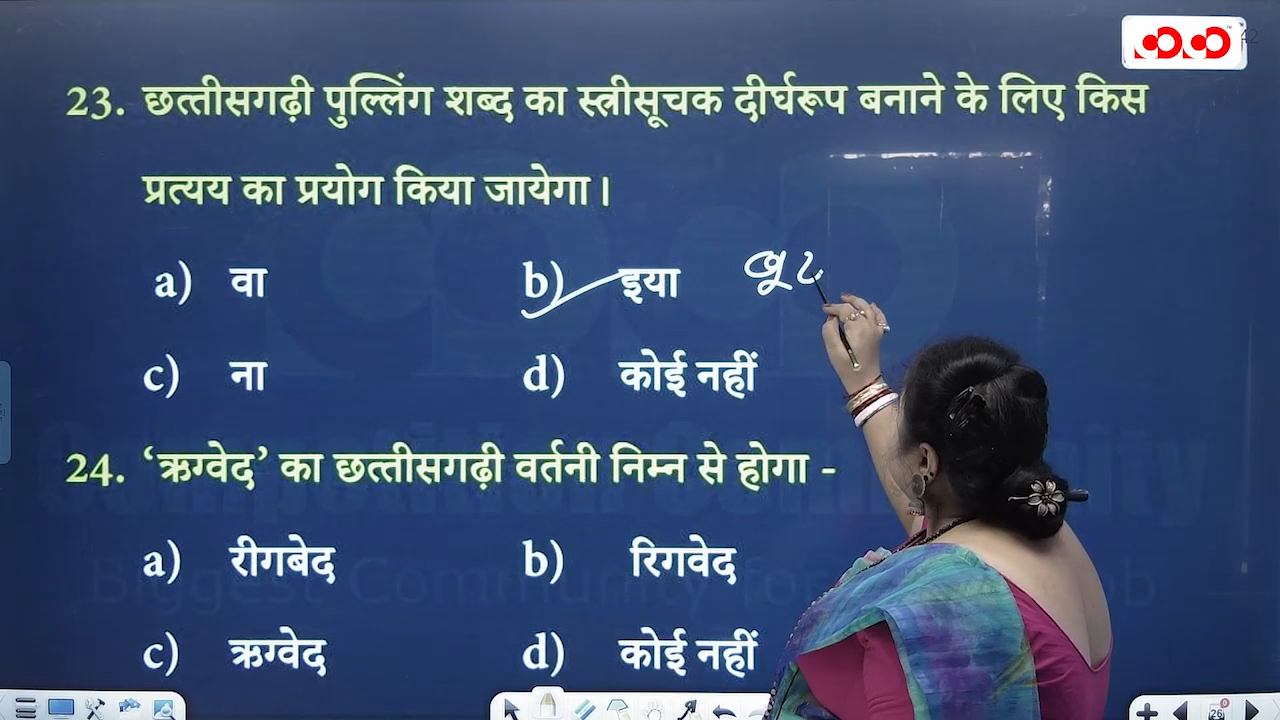 23. छत्तीसगढ़ी पुल्लिंग शब्द का स्त्रीसूचक दीर्घरूप बनाने के लिए किस
प्रत्यय का प्रयोग किया जायेगा।
a) वा b) इया
c) ना d) कोई नहीं
24. 'ऋग्वेद' का छत्तीसगढ़ी वर्तनी निम्न से होगा -
a) रीगबेद b) रिगवेद
c) ऋग्वेद d) कोई नहीं